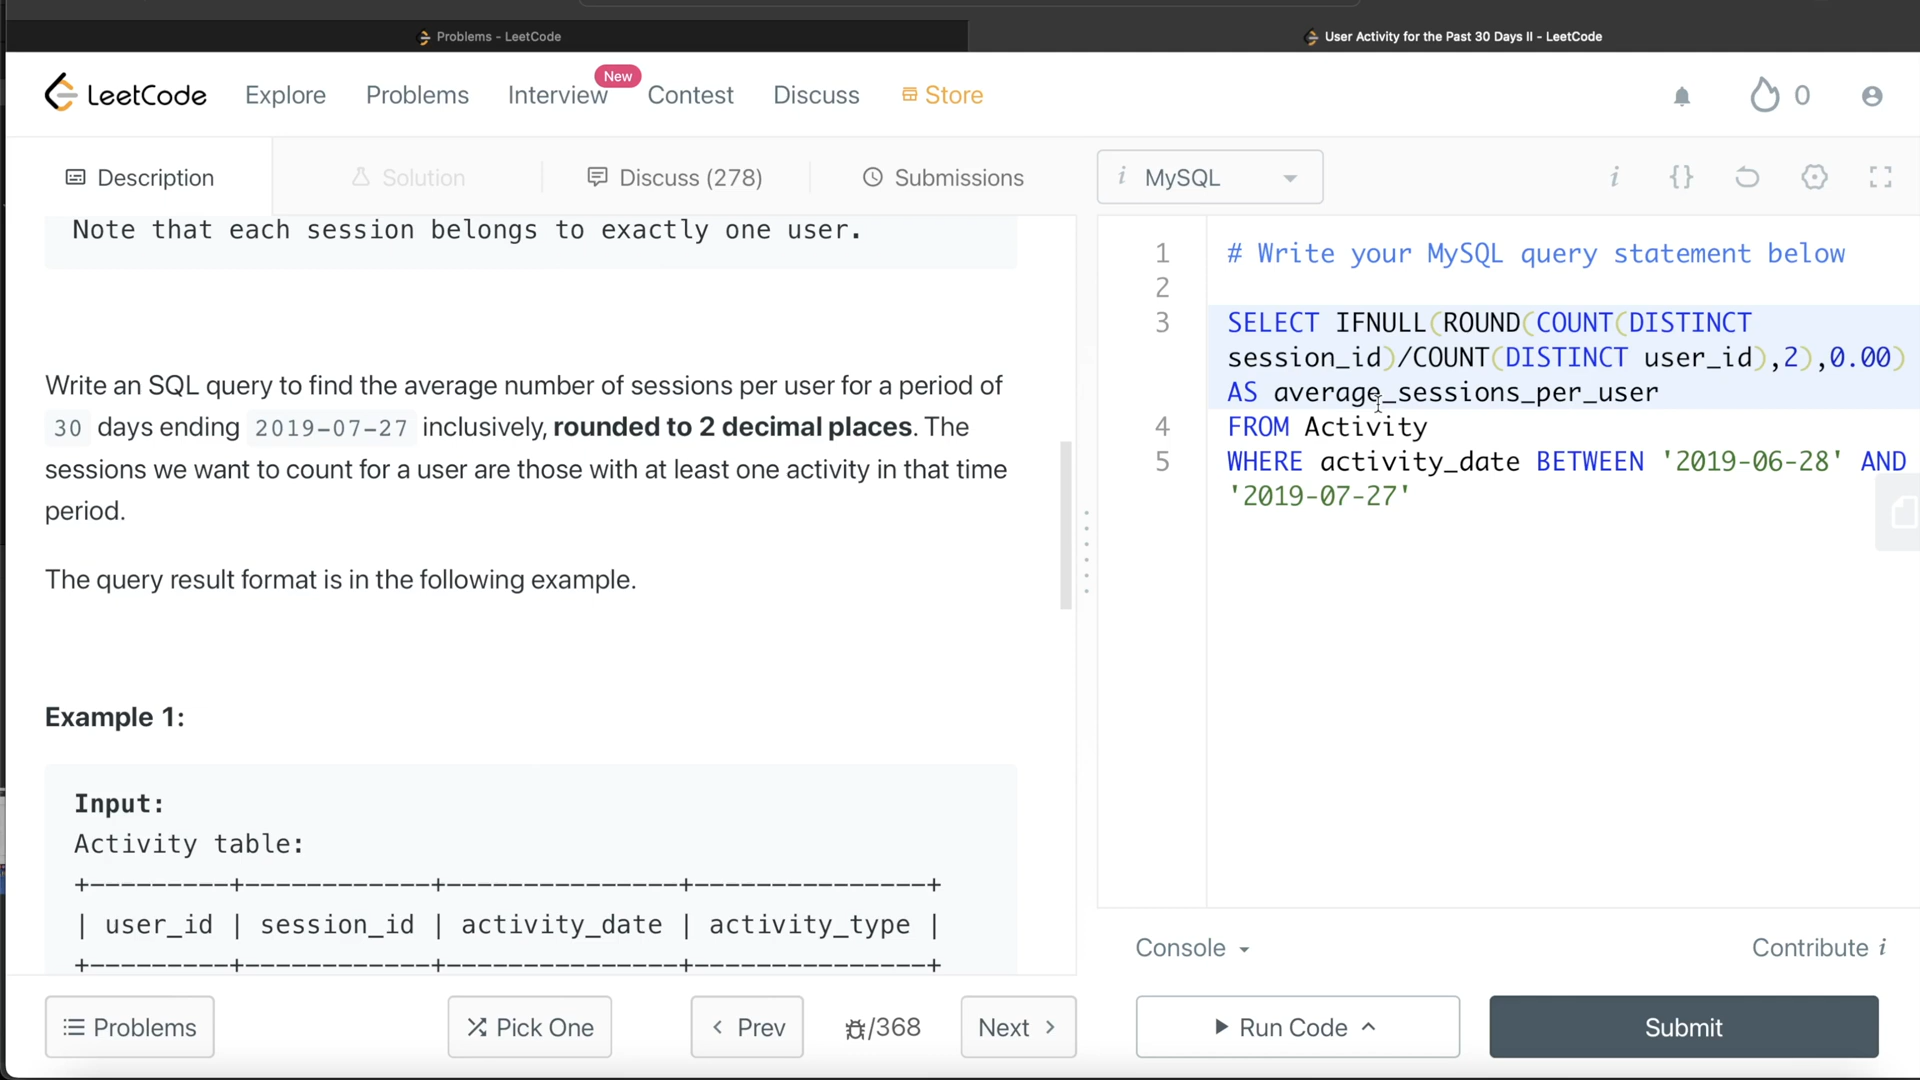 Problems - LeetCode
User Activity for the Past 30 Days II - LeetCode
LeetCode
Explore
Problems
Interview
New
Contest
Discuss
Store
0
Description
Solution
Discuss (278)
Submissions
i MySQL
i {}
Note that each session belongs to exactly one user.
Write an SQL query to find the average number of sessions per user for a period of
30 days ending 2019-07-27 inclusively, rounded to 2 decimal places. The
sessions we want to count for a user are those with at least one activity in that time
period.
The query result format is in the following example.
Example 1:
Input:
Activity table:
+---------+------------+---------------+---------------+
| user_id | session_id | activity_date | activity_type |
+---------+------------+---------------+---------------+
1 # Write your MySQL query statement below
2
3 SELECT IFNULL(ROUND(COUNT(DISTINCT
session_id)/COUNT(DISTINCT user_id),2),0.00)
AS average_sessions_per_user
4 FROM Activity
5 WHERE activity_date BETWEEN '2019-06-28' AND
'2019-07-27'
Console
Contribute i
Problems
Pick One
Prev
/368
Next
Run Code
Submit